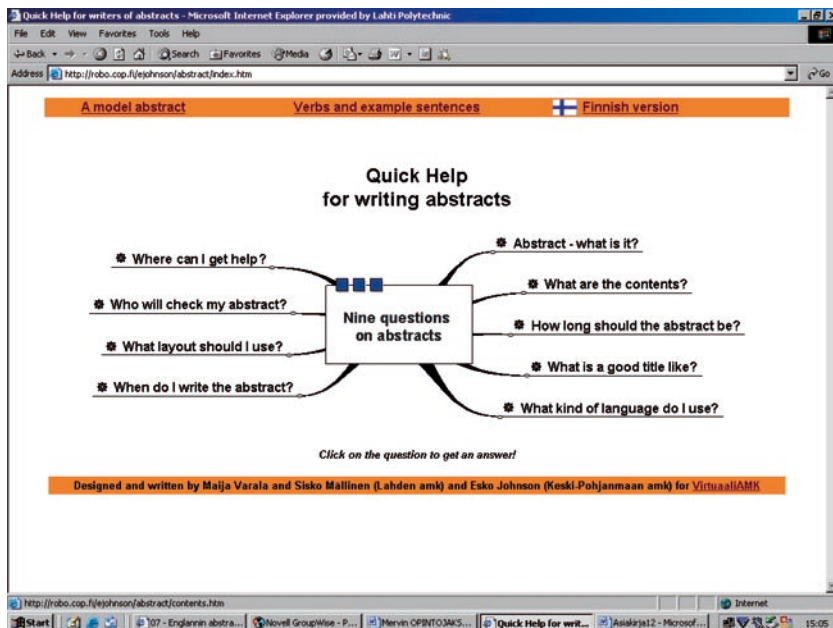 Quick Help for writers of abstracts - Microsoft Internet Explorer provided by Lahti Polytechnic
File Edit View Favorites Tools Help
Back Search Favorites Media
Address http://robo.cop.fi/ejohnson/abstract/index.htm Go
A model abstract Verbs and example sentences Finnish version
Quick Help
for writing abstracts
Abstract - what is it?
Where can I get help?
What are the contents?
Who will check my abstract?
Nine questions
on abstracts
How long should the abstract be?
What layout should I use?
What is a good title like?
When do I write the abstract?
What kind of language do I use?
Click on the question to get an answer!
Designed and written by Maija Varala and Sisko Mallinen (Lahden amk) and Esko Johnson (Keski-Pohjanmaan amk) for VirtuaaliAMK
http://robo.cop.fi/ejohnson/abstract/contents.htm Internet
Start 07 - Englannin abstra... Novell GroupWise - P... Mervin OPINTOJAKS... Quick Help for writ... Asiakirja12 - Microsof... 15:05